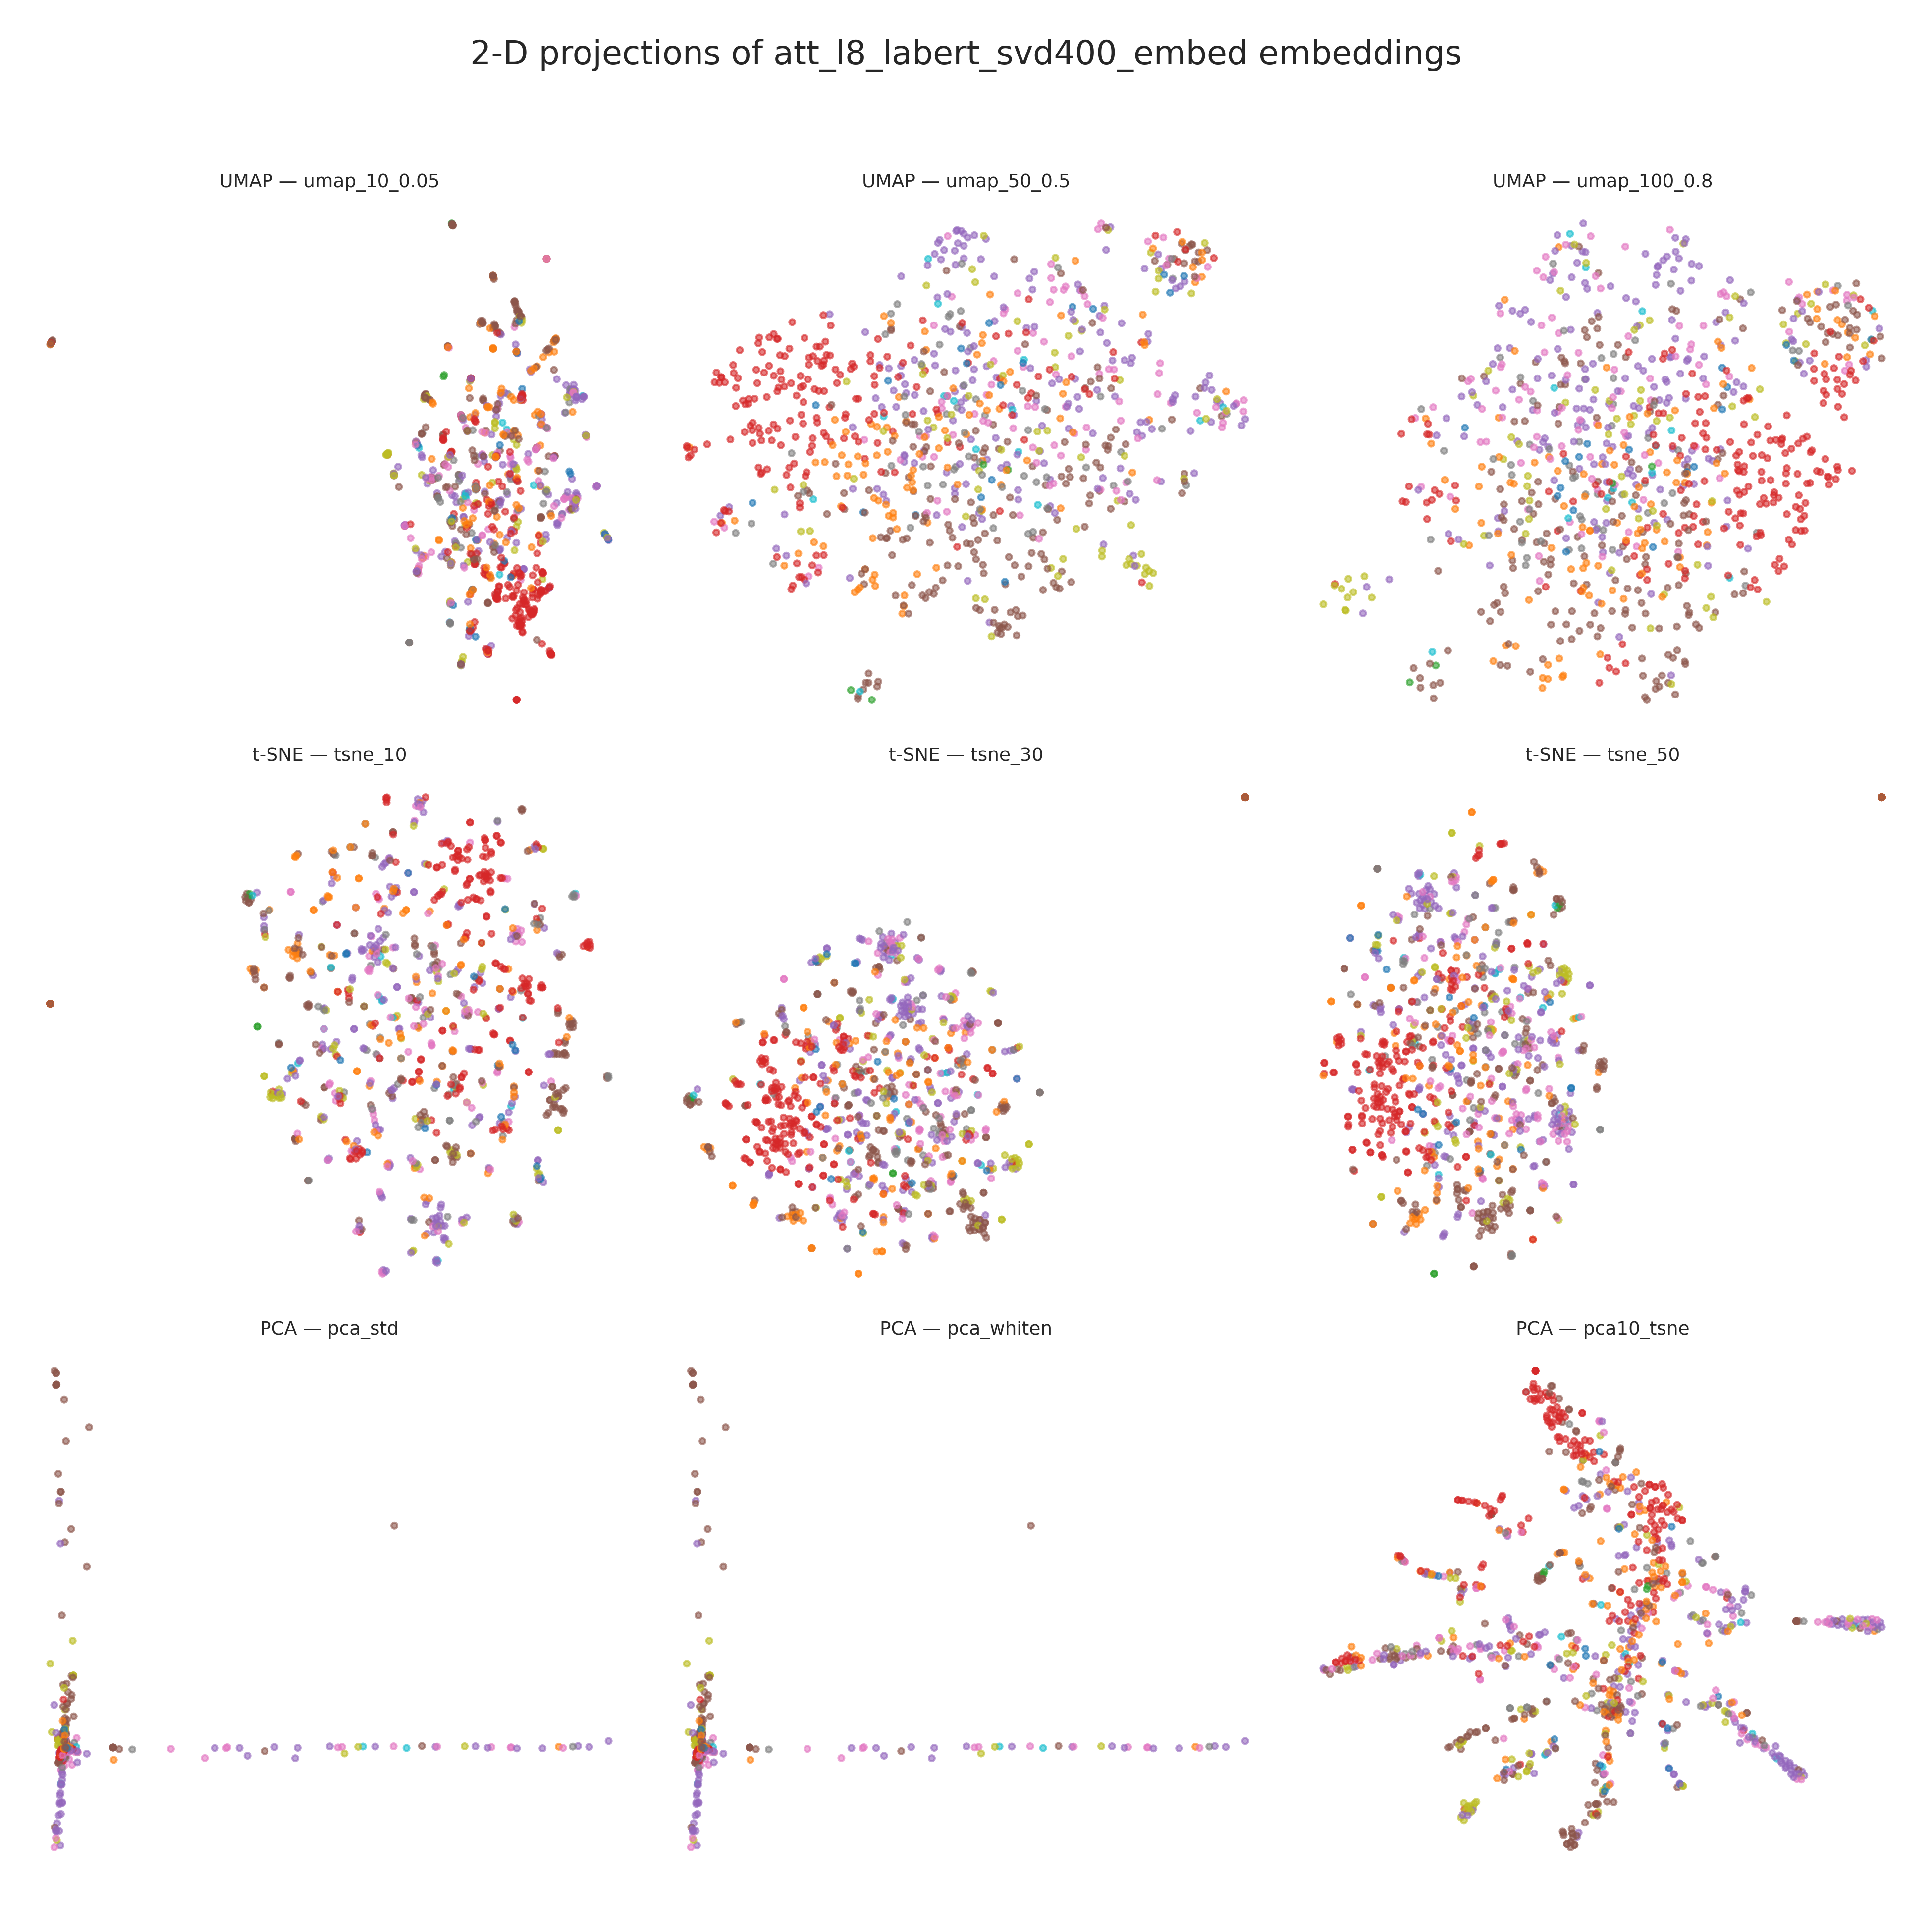 2-D projections of att_l8_labert_svd400_embed embeddings
UMAP — umap_10_0.05
UMAP — umap_50_0.5
UMAP — umap_100_0.8
t-SNE — tsne_10
t-SNE — tsne_30
t-SNE — tsne_50
PCA — pca_std
PCA — pca_whiten
PCA — pca10_tsne